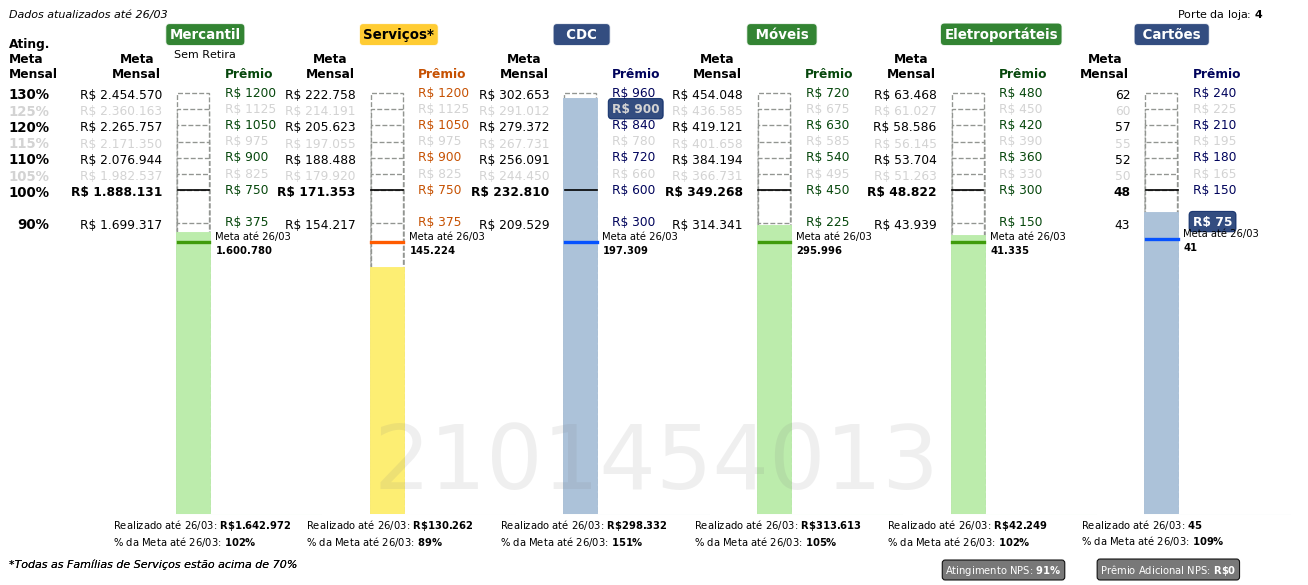 Dados atualizados até 26/03
Porte da loja: 4
Mercantil Serviços* CDC Móveis Eletroportáteis Cartões
Sem Retira
Ating. Meta Mensal
Meta Mensal Prêmio Meta Mensal Prêmio Meta Mensal Prêmio Meta Mensal Prêmio Meta Mensal Prêmio Meta Mensal Prêmio
130% R$ 2.454.570 R$ 1200 R$ 222.758 R$ 1200 R$ 302.653 R$ 960 R$ 454.048 R$ 720 R$ 63.468 R$ 480 62 R$ 240
125% R$ 2.360.163 R$ 1125 R$ 214.191 R$ 1125 R$ 291.012 R$ 900 R$ 436.585 R$ 675 R$ 61.027 R$ 450 60 R$ 225
120% R$ 2.265.757 R$ 1050 R$ 205.623 R$ 1050 R$ 279.372 R$ 840 R$ 419.121 R$ 630 R$ 58.586 R$ 420 57 R$ 210
115% R$ 2.171.350 R$ 975 R$ 197.055 R$ 975 R$ 267.731 R$ 780 R$ 401.658 R$ 585 R$ 56.145 R$ 390 55 R$ 195
110% R$ 2.076.944 R$ 900 R$ 188.488 R$ 900 R$ 256.091 R$ 720 R$ 384.194 R$ 540 R$ 53.704 R$ 360 52 R$ 180
105% R$ 1.982.537 R$ 825 R$ 179.920 R$ 825 R$ 244.450 R$ 660 R$ 366.731 R$ 495 R$ 51.263 R$ 330 50 R$ 165
100% R$ 1.888.131 R$ 750 R$ 171.353 R$ 750 R$ 232.810 R$ 600 R$ 349.268 R$ 450 R$ 48.822 R$ 300 48 R$ 150
90% R$ 1.699.317 R$ 375 R$ 154.217 R$ 375 R$ 209.529 R$ 300 R$ 314.341 R$ 225 R$ 43.939 R$ 150 43 R$ 75
Meta até 26/03 Meta até 26/03 Meta até 26/03 Meta até 26/03 Meta até 26/03 Meta até 26/03
1.600.780 145.224 197.309 295.996 41.335 41
2101454013
Realizado até 26/03: R$1.642.972 Realizado até 26/03: R$130.262 Realizado até 26/03: R$298.332 Realizado até 26/03: R$313.613 Realizado até 26/03: R$42.249 Realizado até 26/03: 45
% da Meta até 26/03: 102% % da Meta até 26/03: 89% % da Meta até 26/03: 151% % da Meta até 26/03: 105% % da Meta até 26/03: 102% % da Meta até 26/03: 109%
*Todas as Famílias de Serviços estão acima de 70%
Atingimento NPS: 91% Prêmio Adicional NPS: R$0